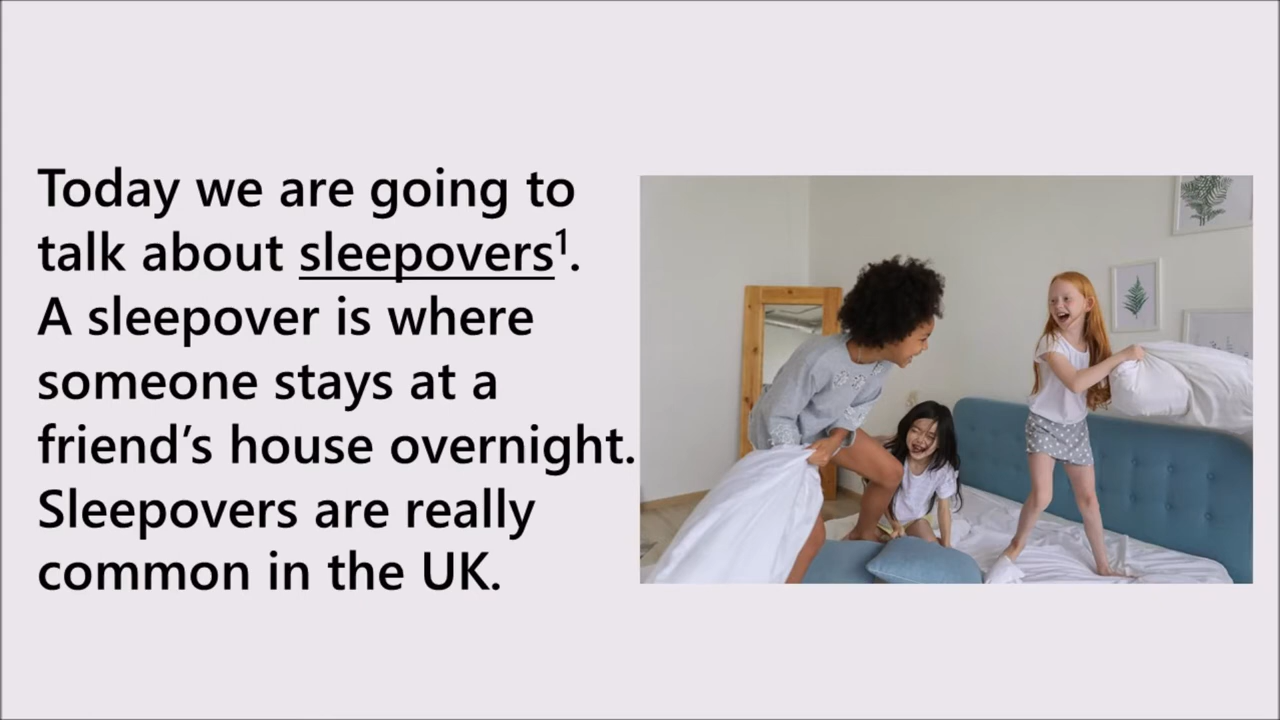 Today we are going to
talk about sleepovers¹.
A sleepover is where
someone stays at a
friend’s house overnight.
Sleepovers are really
common in the UK.